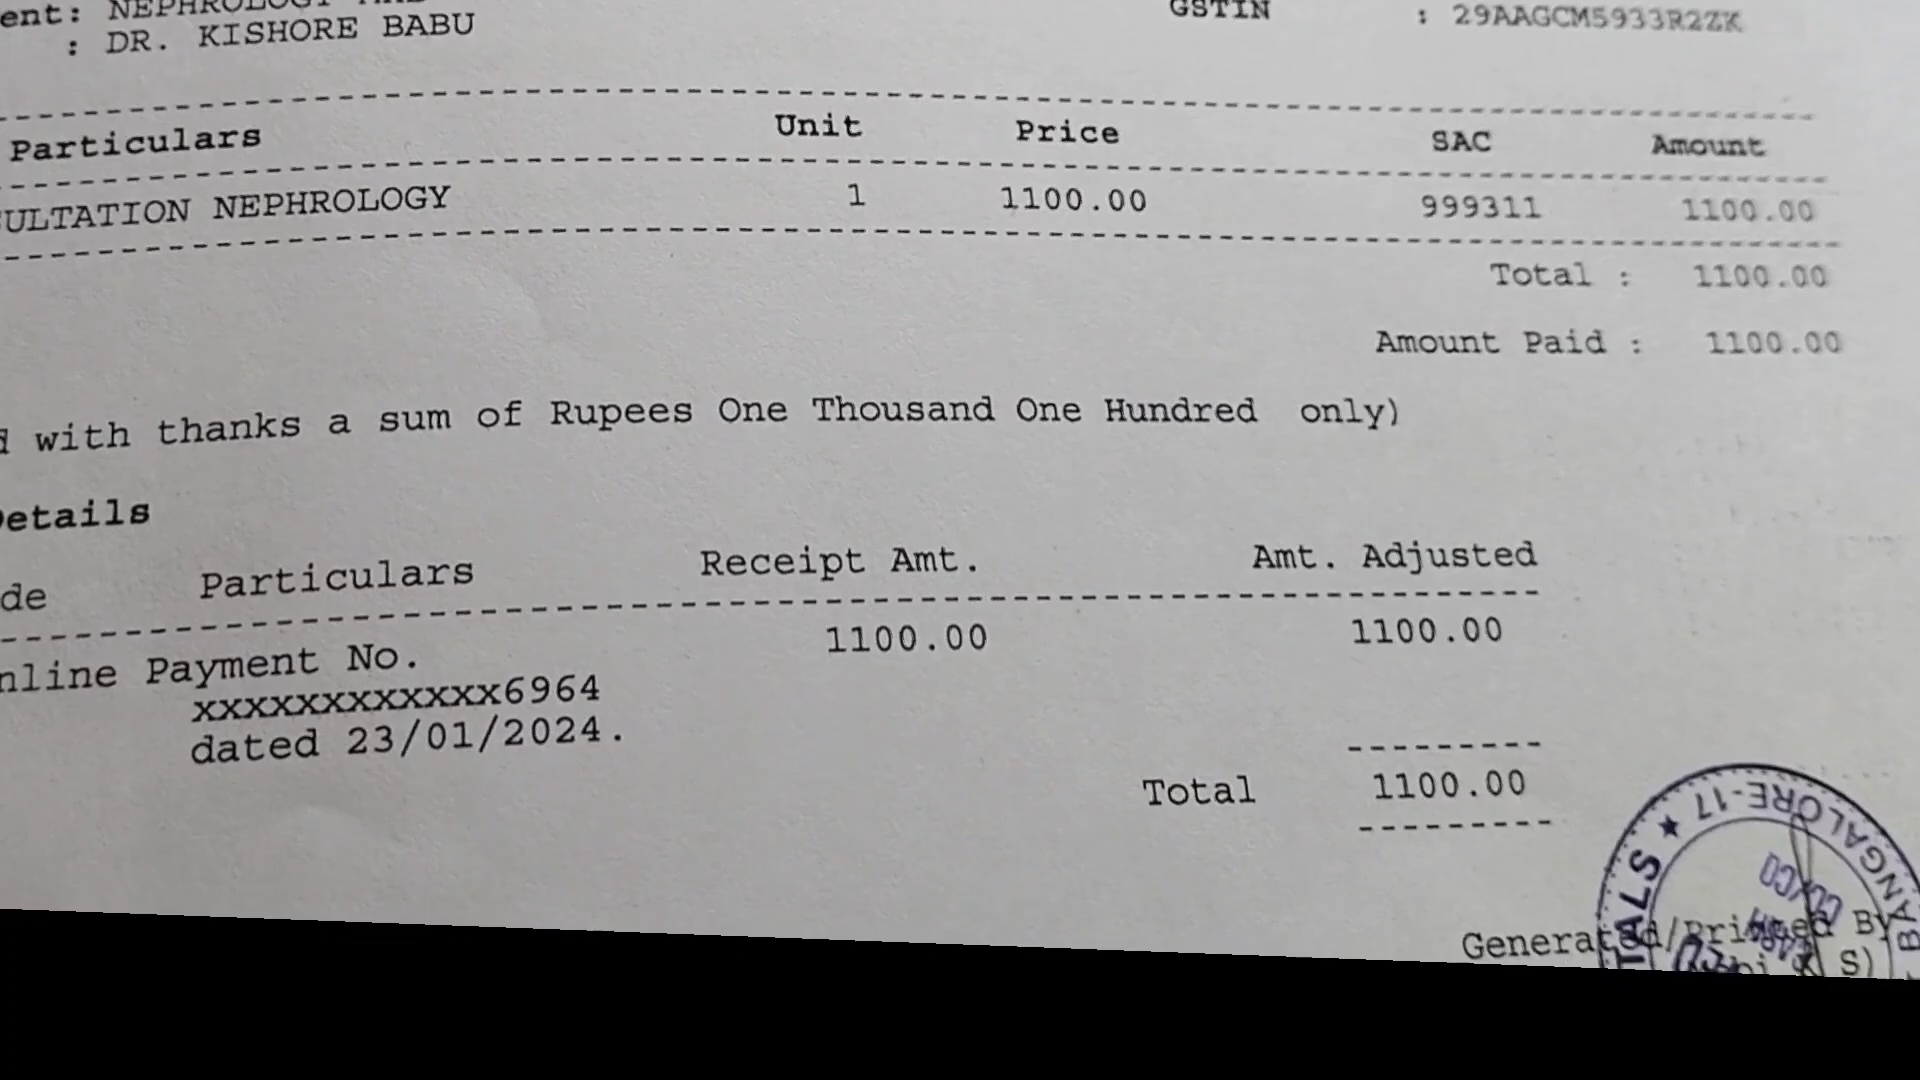 ent: NEPHROLOGY
: DR. KISHORE BABU
GSTIN : 29AAGCM5933R2ZK
Particulars Unit Price SAC Amount
SULTATION NEPHROLOGY 1 1100.00 999311 1100.00
Total : 1100.00
Amount Paid : 1100.00
d with thanks a sum of Rupees One Thousand One Hundred only)
Details
de Particulars Receipt Amt. Amt. Adjusted
nline Payment No. 1100.00 1100.00
xxxxxxxxxxxx6964
dated 23/01/2024.
Total 1100.00
Generated/Printed By
S)
TALS ★ BANGALORE-17